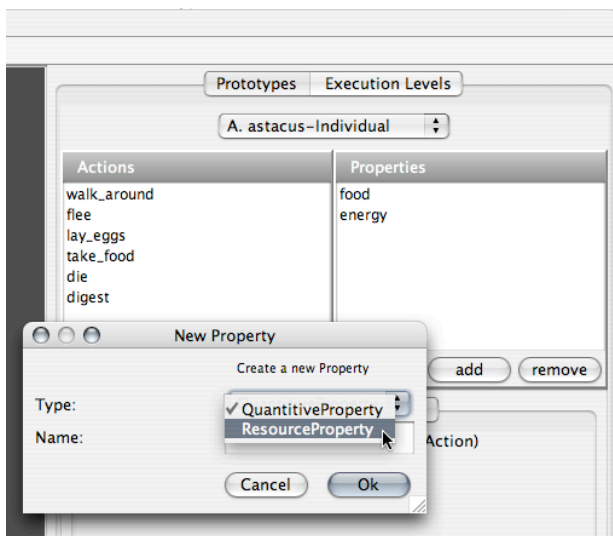 Prototypes Execution Levels
A. astacus-Individual
Actions Properties
walk_around food
flee energy
lay_eggs
take_food
die
digest
New Property
Create a new Property
add remove
Type:
QuantitiveProperty
Name:
ResourceProperty
Action)
Cancel Ok